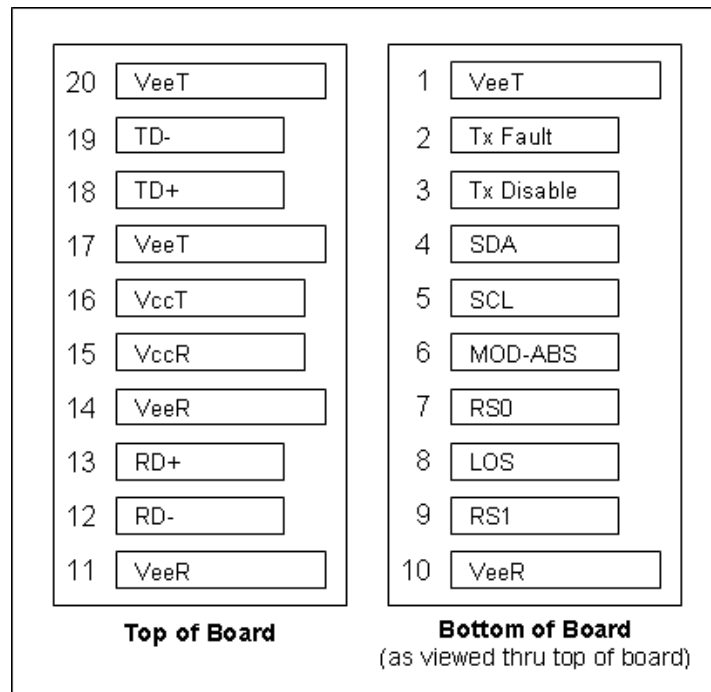 20 VeeT
19 TD-
18 TD+
17 VeeT
16 VccT
15 VccR
14 VeeR
13 RD+
12 RD-
11 VeeR
Top of Board
1 VeeT
2 Tx Fault
3 Tx Disable
4 SDA
5 SCL
6 MOD-ABS
7 RS0
8 LOS
9 RS1
10 VeeR
Bottom of Board
(as viewed thru top of board)